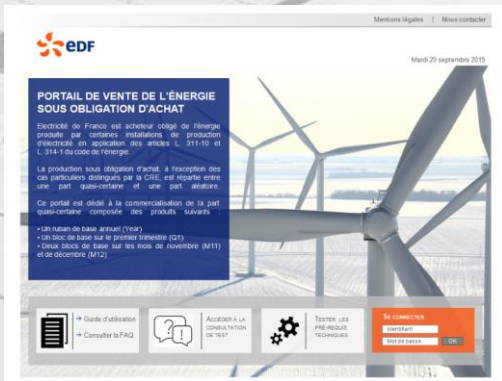 Mentions légales | Nous contacter
edf
Mardi 29 septembre 2015
PORTAIL DE VENTE DE L'ÉNERGIE
SOUS OBLIGATION D'ACHAT
Electricité de France est acheteur obligé de l'énergie
produite par certaines installations de production
d'électricité en application des articles L. 311-10 et
L. 314-1 du code de l'énergie.
La production sous obligation d'achat, à l'exception des
cas particuliers distingués par la CRE, est répartie entre
une part quasi-certaine et une part aléatoire.
Ce portail est dédié à la commercialisation de la part
quasi-certaine composée des produits suivants :
• Un ruban de base annuel (Year)
• Un bloc de base sur le premier trimestre (Q1)
• Deux blocs de base sur les mois de novembre (M11)
et de décembre (M12)
→ Guide d'utilisation
→ Consulter la FAQ
ACCÉDER À LA
CONSULTATION
DE TEST
TESTER LES
PRÉ-REQUIS
TECHNIQUES
SE CONNECTER
Identifiant
Mot de passe
OK